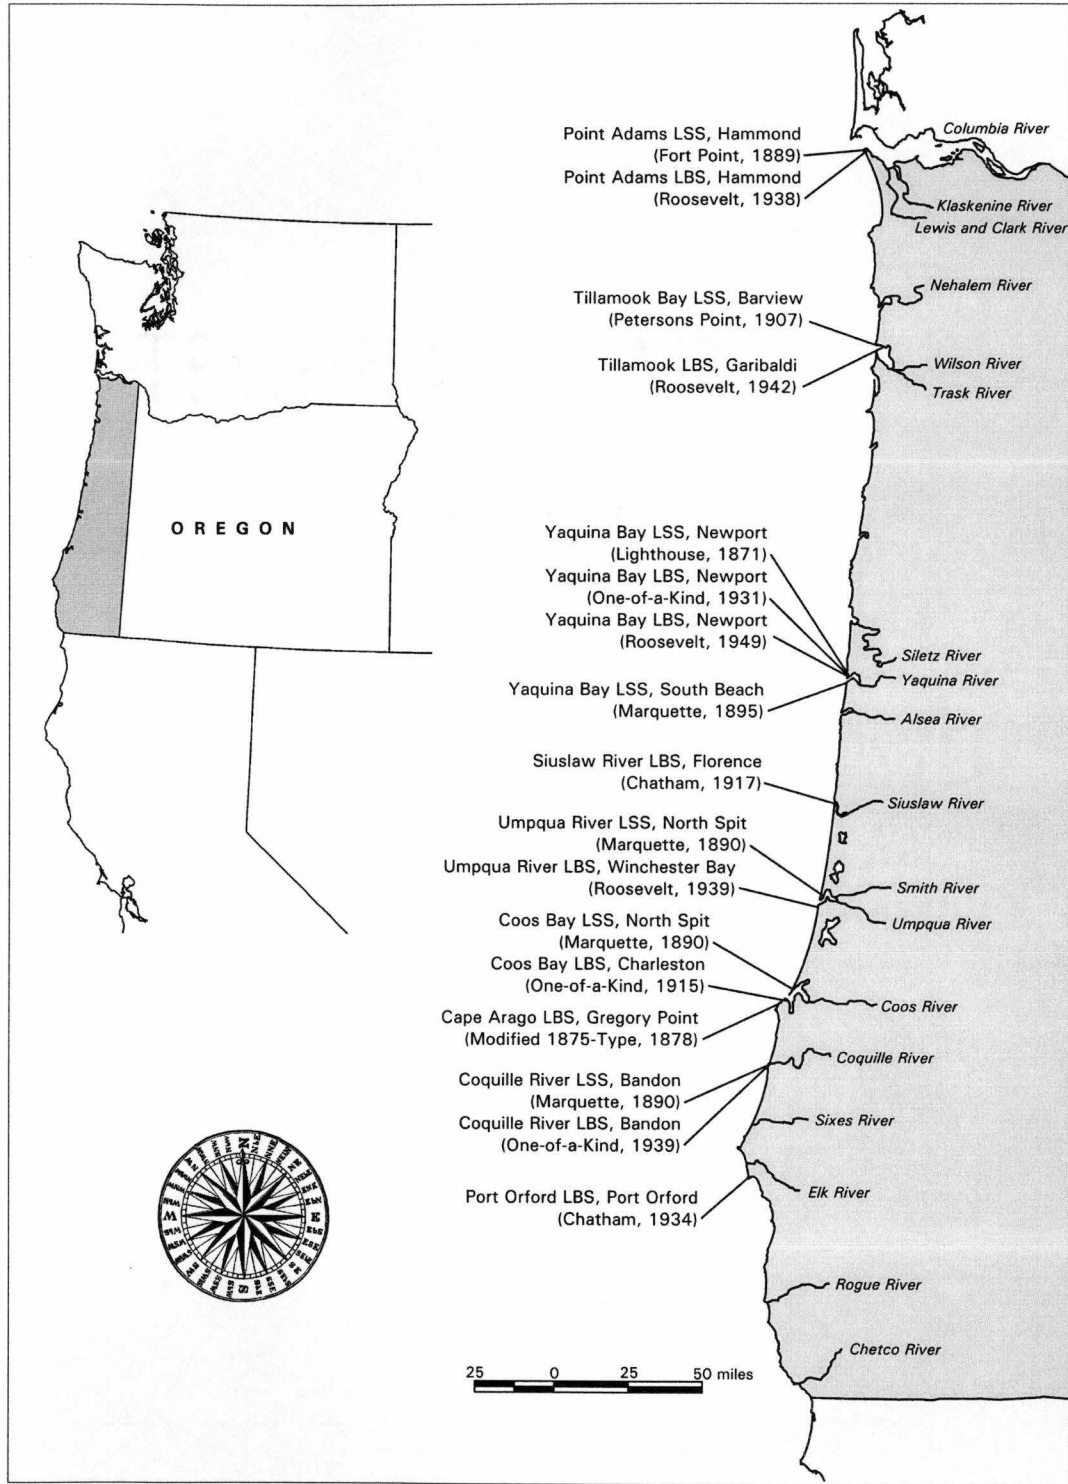 Columbia River
Point Adams LSS, Hammond
(Fort Point, 1889)
Point Adams LBS, Hammond
(Roosevelt, 1938)
Klaskenine River
Lewis and Clark River
Nehalem River
Tillamook Bay LSS, Barview
(Petersons Point, 1907)
Tillamook LBS, Garibaldi
(Roosevelt, 1942)
Wilson River
Trask River
OREGON
Yaquina Bay LSS, Newport
(Lighthouse, 1871)
Yaquina Bay LBS, Newport
(One-of-a-Kind, 1931)
Yaquina Bay LBS, Newport
(Roosevelt, 1949)
Yaquina Bay LSS, South Beach
(Marquette, 1895)
Siletz River
Yaquina River
Alsea River
Siuslaw River LBS, Florence
(Chatham, 1917)
Siuslaw River
Umpqua River LSS, North Spit
(Marquette, 1890)
Umpqua River LBS, Winchester Bay
(Roosevelt, 1939)
Smith River
Umpqua River
Coos Bay LSS, North Spit
(Marquette, 1890)
Coos Bay LBS, Charleston
(One-of-a-Kind, 1915)
Cape Arago LBS, Gregory Point
(Modified 1875-Type, 1878)
Coos River
Coquille River LSS, Bandon
(Marquette, 1890)
Coquille River LBS, Bandon
(One-of-a-Kind, 1939)
Coquille River
Sixes River
Port Orford LBS, Port Orford
(Chatham, 1934)
Elk River
Rogue River
Chetco River
N
W
E
S
25 0 25 50 miles